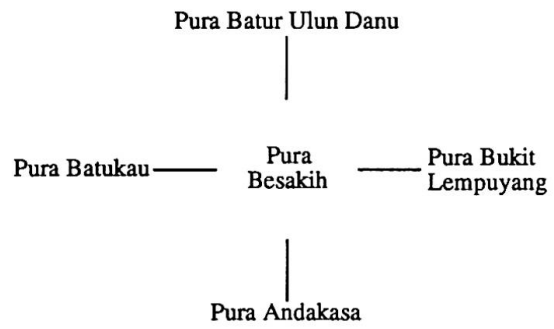 Pura Batur Ulun Danu
Pura Batukau
Pura
Besakih
Pura Bukit
Lempuyang
Pura Andakasa